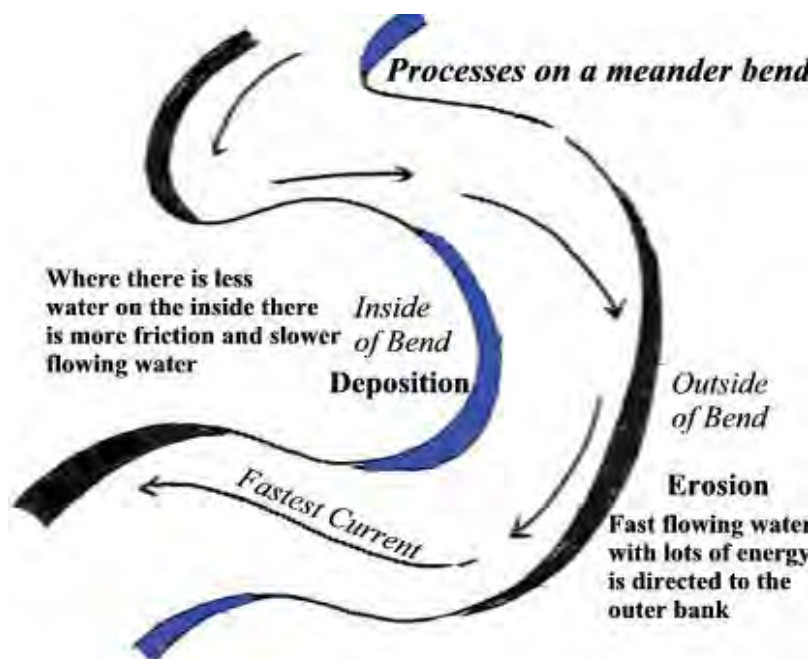 Processes on a meander bend
Where there is less
water on the inside there
is more friction and slower
flowing water
Inside
of Bend
Deposition
Outside
of Bend
Erosion
Fast flowing water
with lots of energy
is directed to the
outer bank
Fastest Current